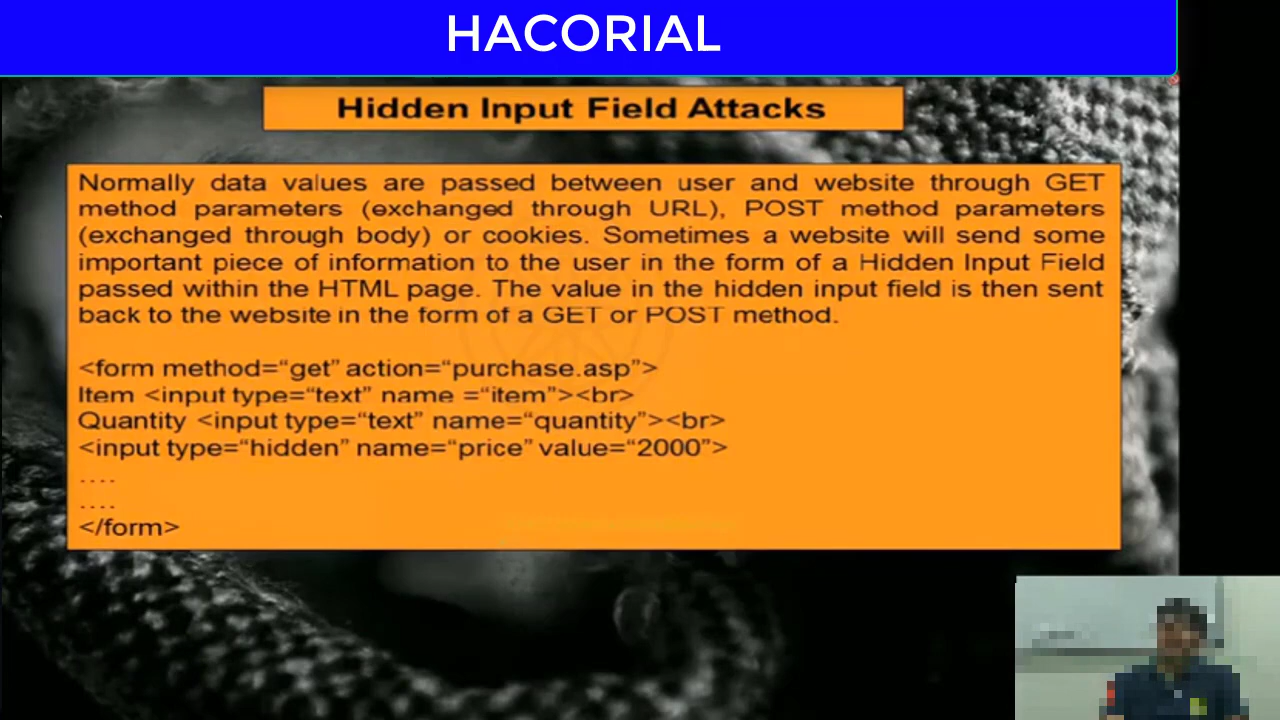 HACORIAL
Hidden Input Field Attacks
Normally data values are passed between user and website through GET
method parameters (exchanged through URL), POST method parameters
(exchanged through body) or cookies. Sometimes a website will send some
important piece of information to the user in the form of a Hidden Input Field
passed within the HTML page. The value in the hidden input field is then sent
back to the website in the form of a GET or POST method.
<form method=“get” action=“purchase.asp”>
Item <input type=“text” name =“item”><br>
Quantity <input type=“text” name=“quantity”><br>
<input type=“hidden” name=“price” value=“2000”>
....
....
</form>